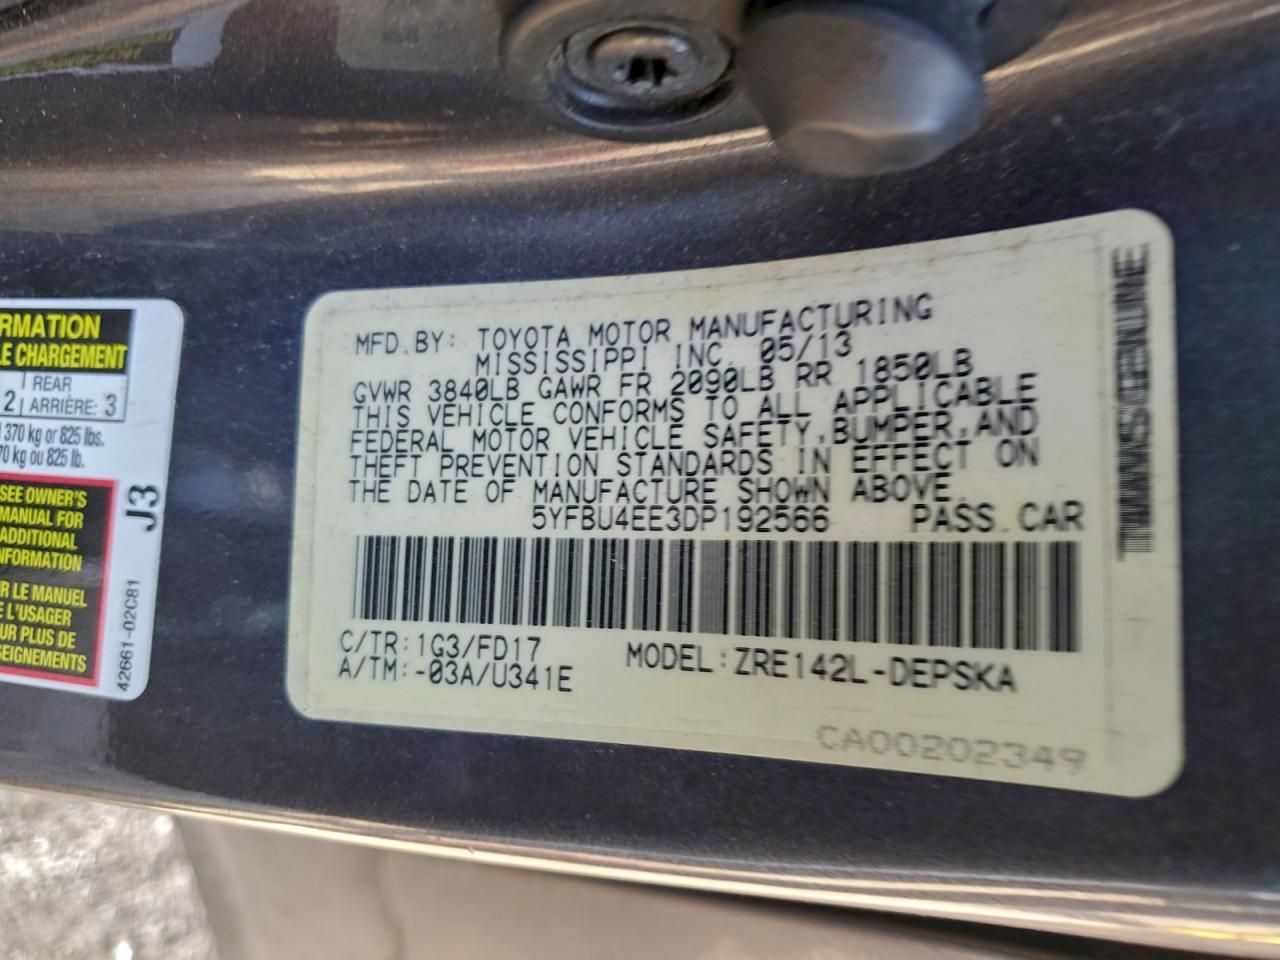 RMATION
LE CHARGEMENT
2 REAR
ARRIÈRE: 3
370 kg or 825 lbs.
70 kg ou 825 lb.
SEE OWNER'S
MANUAL FOR
ADDITIONAL
NFORMATION
R LE MANUEL
E L'USAGER
UR PLUS DE
SEIGNEMENTS
J3
42661-02C81
MFD.BY: TOYOTA MOTOR MANUFACTURING
MISSISSIPPI INC. 05/13
GVWR 3840LB GAWR FR 2090LB RR 1850LB
THIS VEHICLE CONFORMS TO ALL APPLICABLE
FEDERAL MOTOR VEHICLE SAFETY,BUMPER,AND
THEFT PREVENTION STANDARDS IN EFFECT ON
THE DATE OF MANUFACTURE SHOWN ABOVE.
5YFBU4EE3DP192566 PASS.CAR
C/TR:1G3/FD17
A/TM:-03A/U341E
MODEL:ZRE142L-DEPSKA
CA00202349